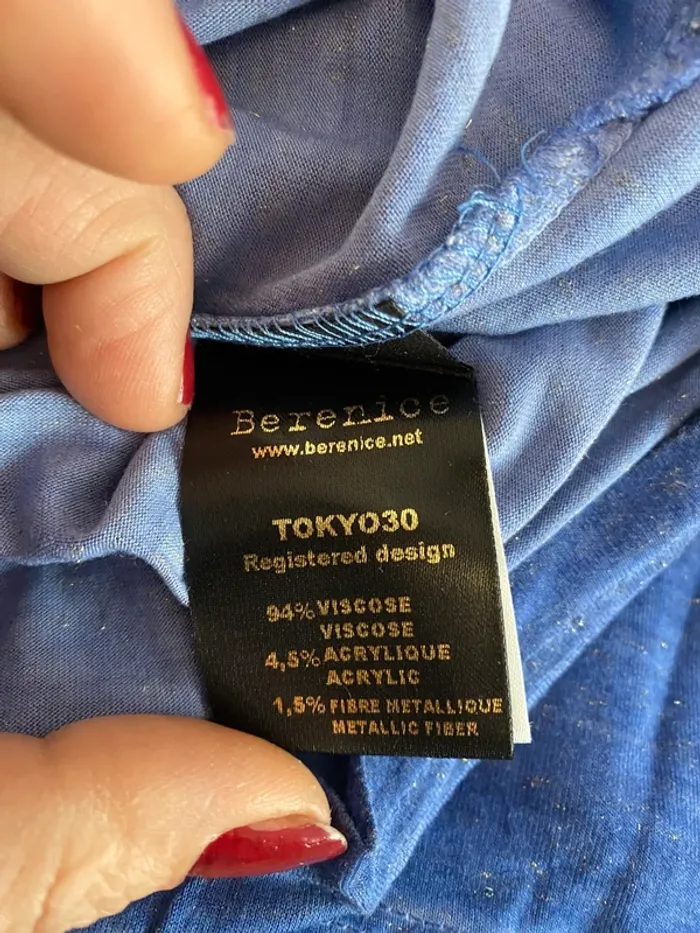 Berenice
www.berenice.net
TOKYO30
Registered design
94% VISCOSE
VISCOSE
4,5% ACRYLIQUE
ACRYLIC
1,5% FIBRE METALLIQUE
METALLIC FIBER